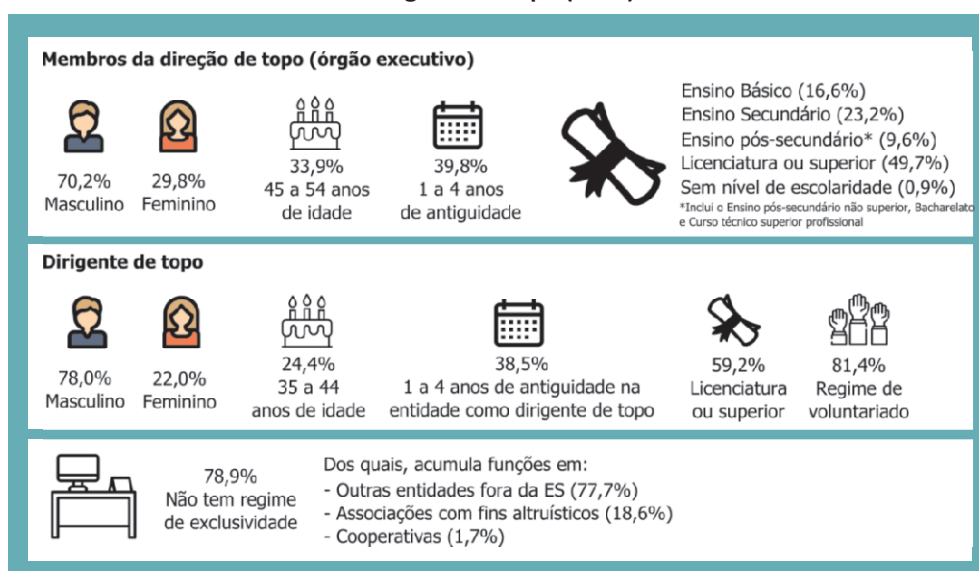 Membros da direção de topo (órgão executivo)
70,2%
Masculino
29,8%
Feminino
33,9%
45 a 54 anos
de idade
39,8%
1 a 4 anos
de antiguidade
Ensino Básico (16,6%)
Ensino Secundário (23,2%)
Ensino pós-secundário* (9,6%)
Licenciatura ou superior (49,7%)
Sem nível de escolaridade (0,9%)
*Inclui o Ensino pós-secundário não superior, Bacharelato
e Curso técnico superior profissional
Dirigente de topo
78,0%
Masculino
22,0%
Feminino
24,4%
35 a 44
anos de idade
38,5%
1 a 4 anos de antiguidade na
entidade como dirigente de topo
59,2%
Licenciatura
ou superior
81,4%
Regime de
voluntariado
78,9%
Não tem regime
de exclusividade
Dos quais, acumula funções em:
- Outras entidades fora da ES (77,7%)
- Associações com fins altruísticos (18,6%)
- Cooperativas (1,7%)